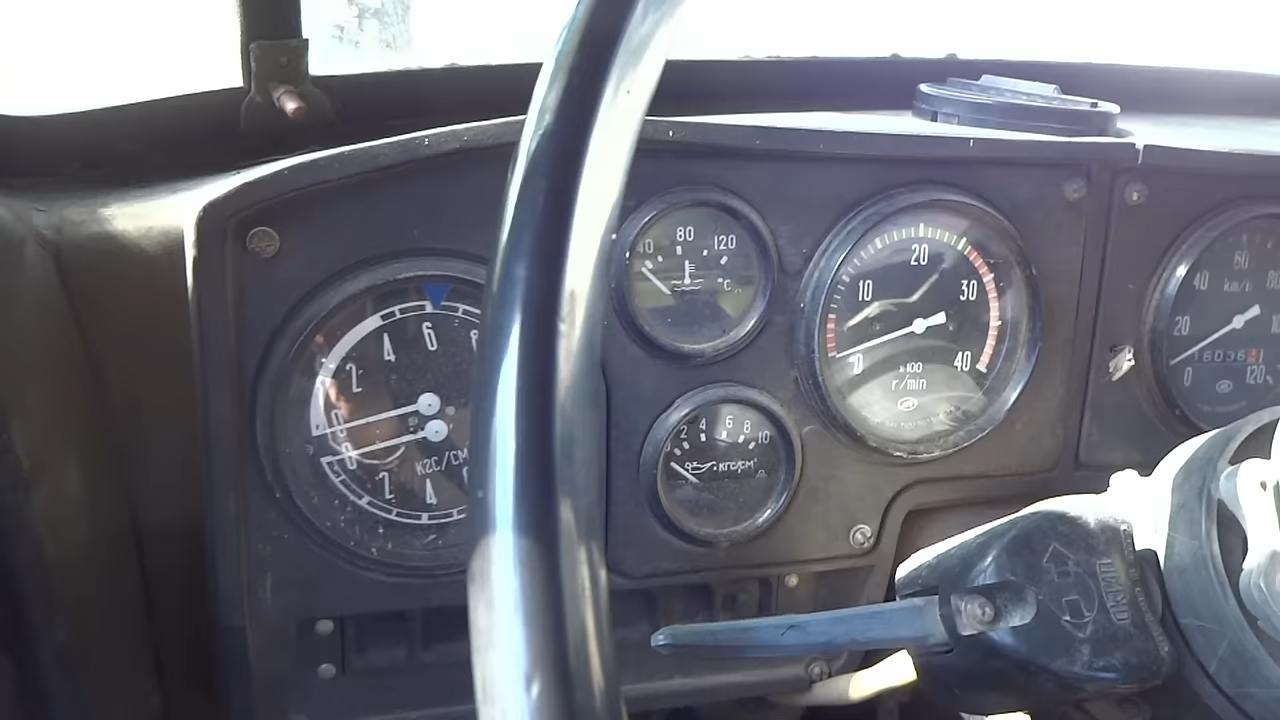 2 4 6
КГС/СМ
2 4
40 80 120
°C
0 2 4 6 8 10
КГС/СМ²
0 10 20 30 40
x100
r/min
0 20 40 60 80
km/h
16036
120